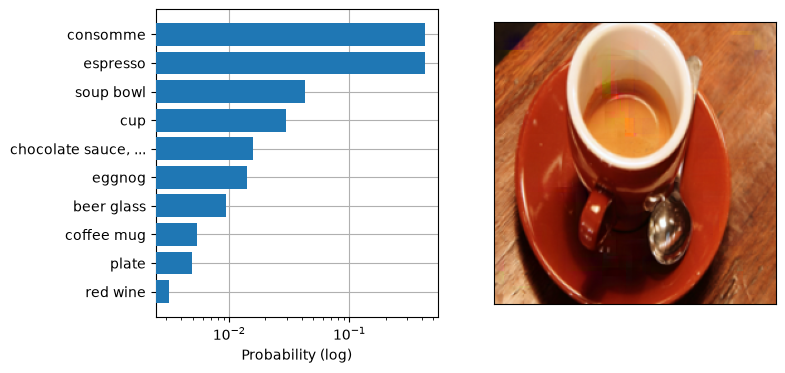 consomme
espresso
soup bowl
cup
chocolate sauce, ...
eggnog
beer glass
coffee mug
plate
red wine
10⁻² 10⁻¹
Probability (log)